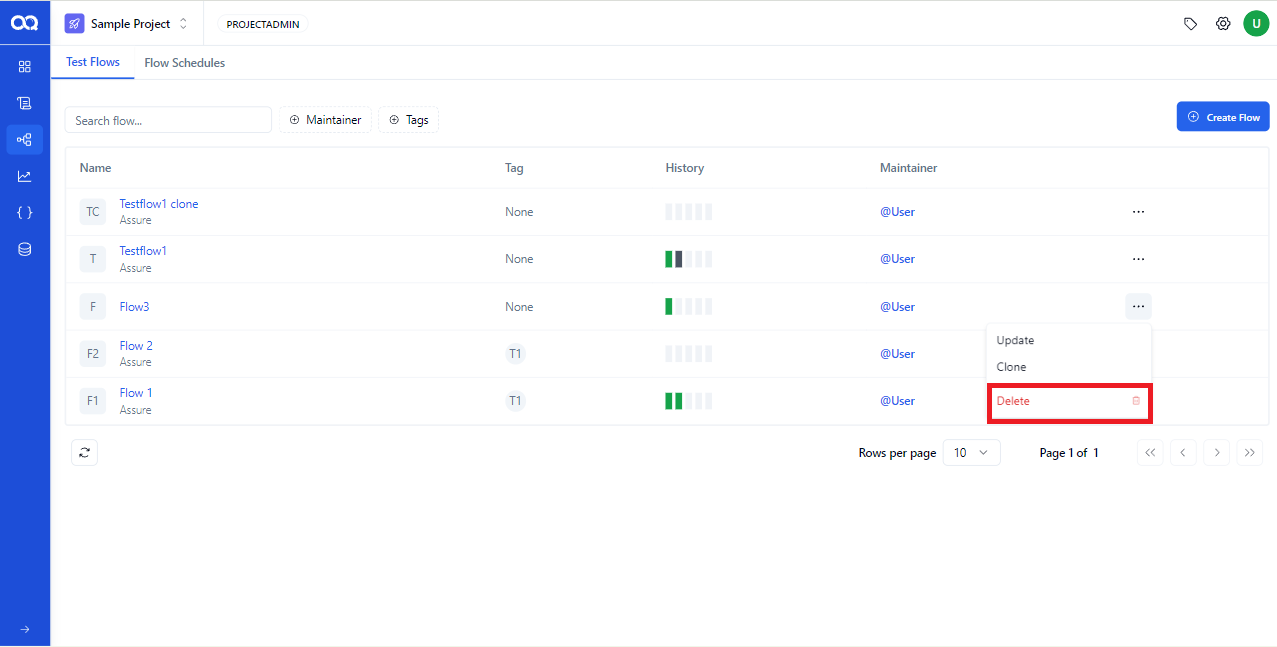 Sample Project
PROJECTADMIN
U
Test Flows
Flow Schedules
Search flow...
Maintainer
Tags
Create Flow
Name Tag History Maintainer
TC Testflow1 clone None @User ...
Assure
T Testflow1 None @User ...
Assure
F Flow3 None @User ...
Update
Clone
Delete
F2 Flow 2 T1 @User
Assure
F1 Flow 1 T1 @User
Assure
Rows per page 10 Page 1 of 1